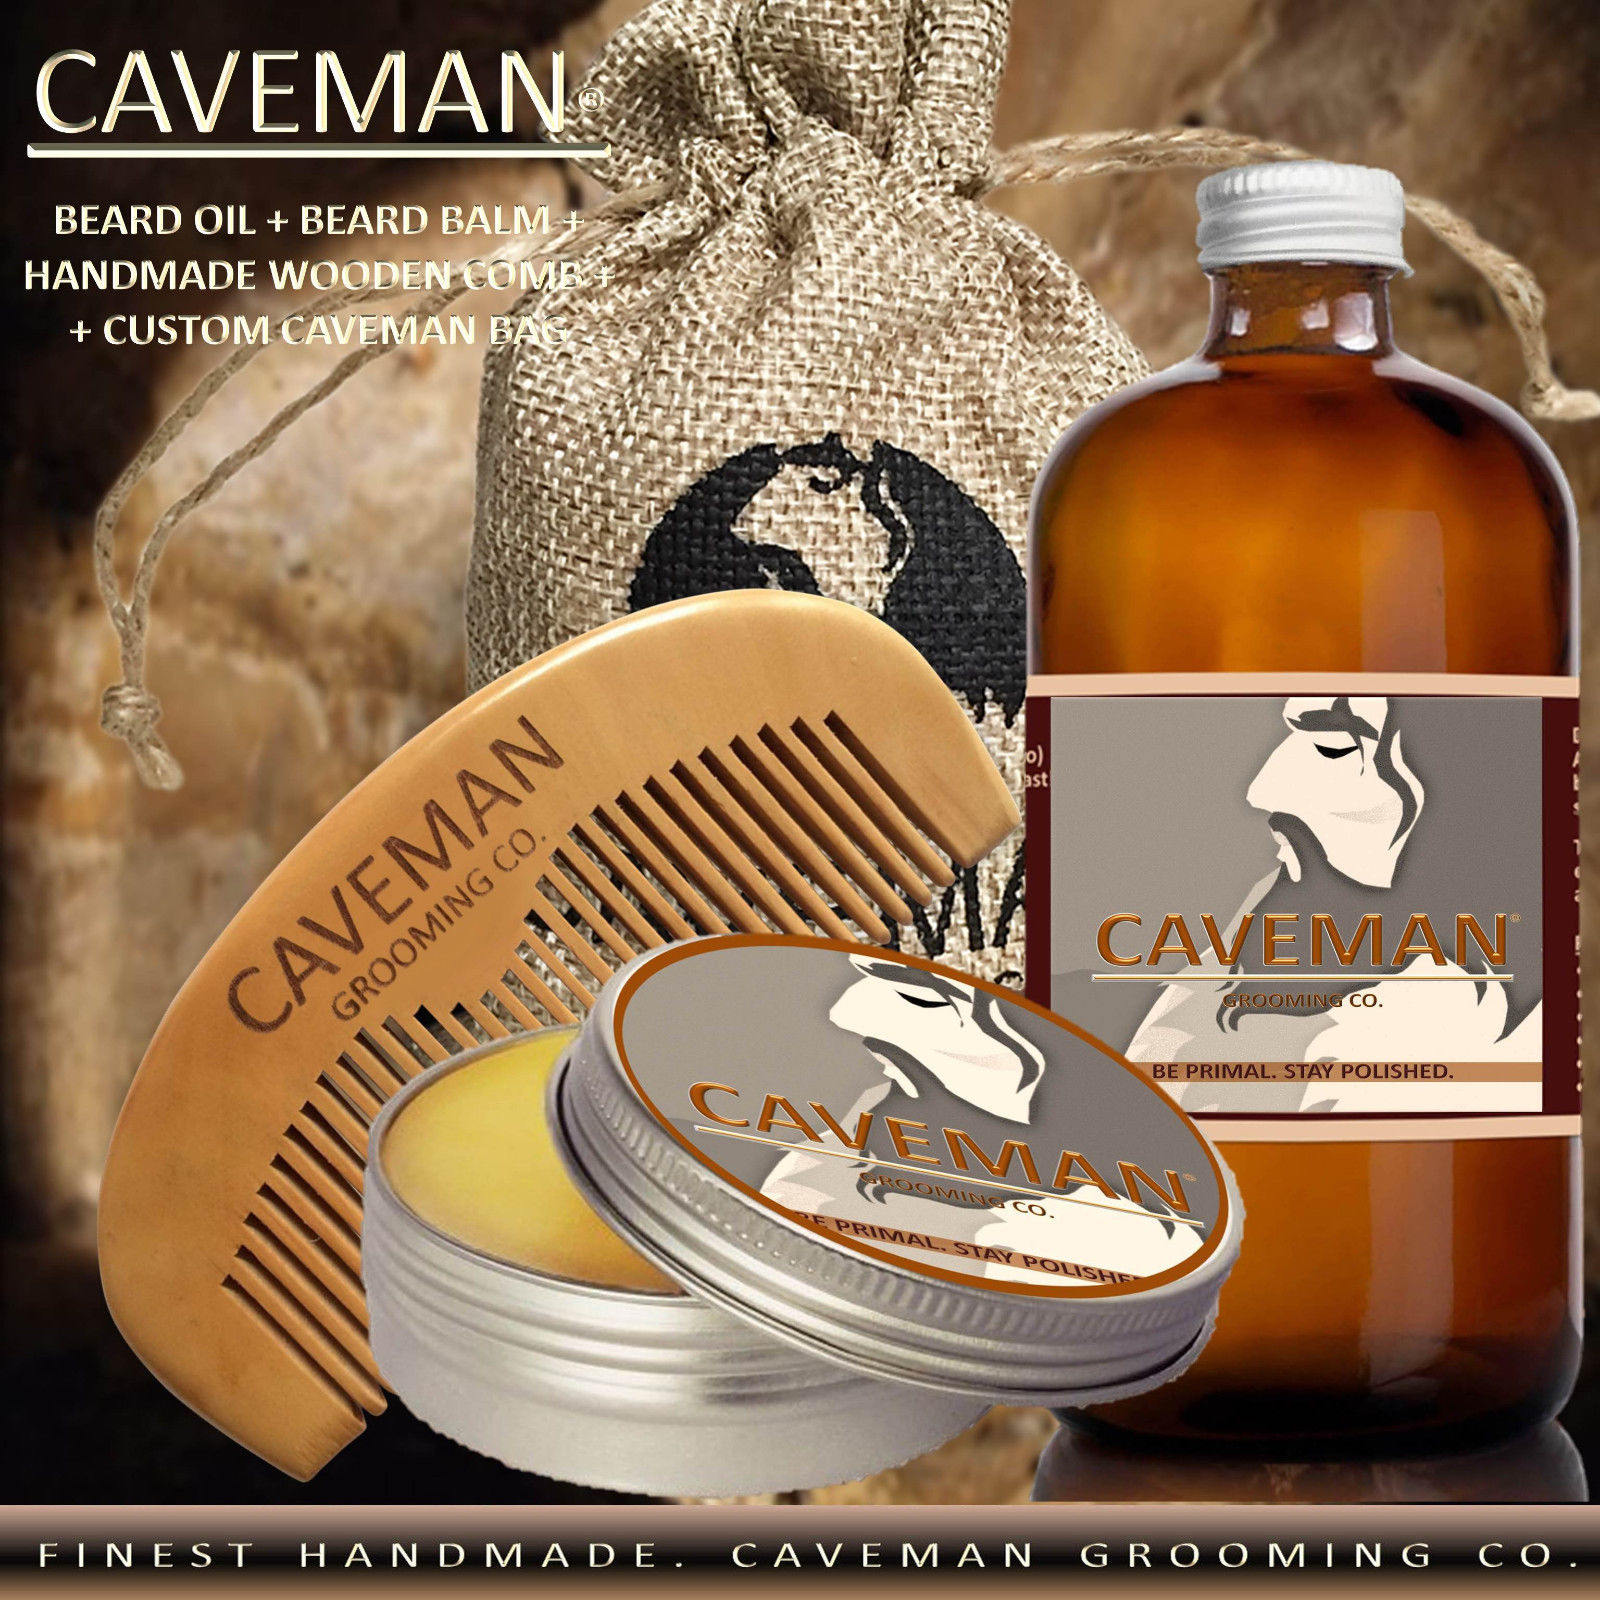 CAVEMAN®
BEARD OIL + BEARD BALM +
HANDMADE WOODEN COMB +
+ CUSTOM CAVEMAN BAG
CAVEMAN
GROOMING CO.
CAVEMAN®
GROOMING CO.
BE PRIMAL. STAY POLISHED.
CAVEMAN®
GROOMING CO.
BE PRIMAL. STAY POLISHED.
FINEST HANDMADE. CAVEMAN GROOMING CO.